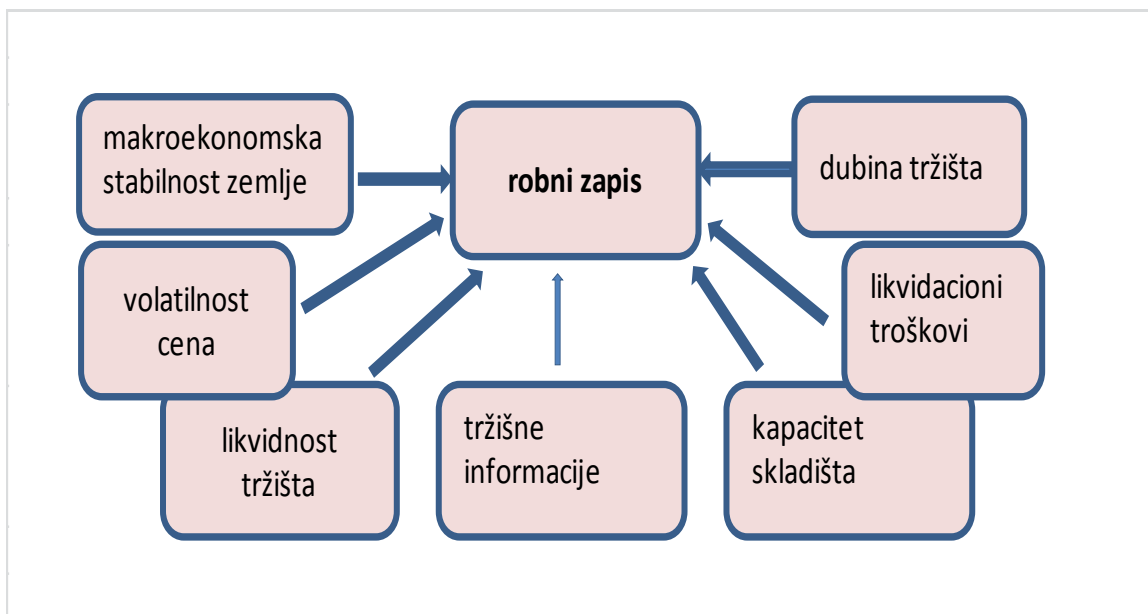 makroekonomska
stabilnost zemlje
robni zapis
dubina tržišta
volatilnost
cena
likvidacioni
troškovi
likvidnost
tržišta
tržišne
informacije
kapacitet
skladišta